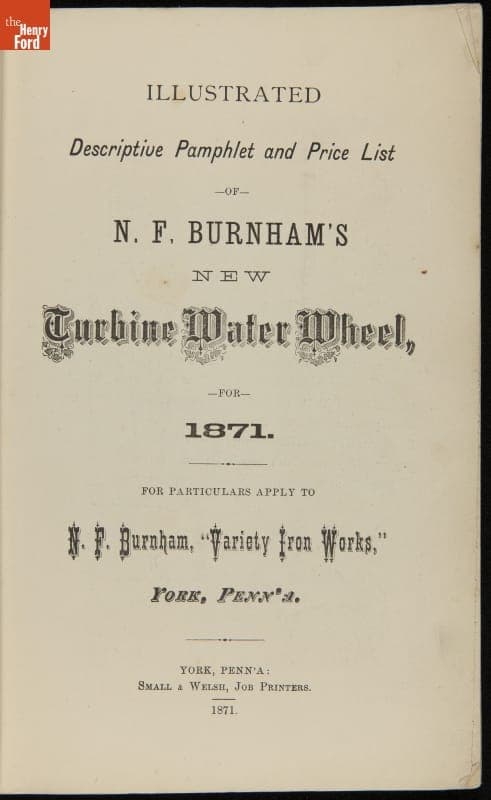 the
Henry
Ford
ILLUSTRATED
Descriptive Pamphlet and Price List
—OF—
N. F. BURNHAM'S
NEW
Turbine Water Wheel,
—FOR—
1871.
FOR PARTICULARS APPLY TO
N. F. Burnham, "Variety Iron Works,"
YORK, PENN'A.
YORK, PENN'A:
SMALL & WELSH, JOB PRINTERS.
1871.